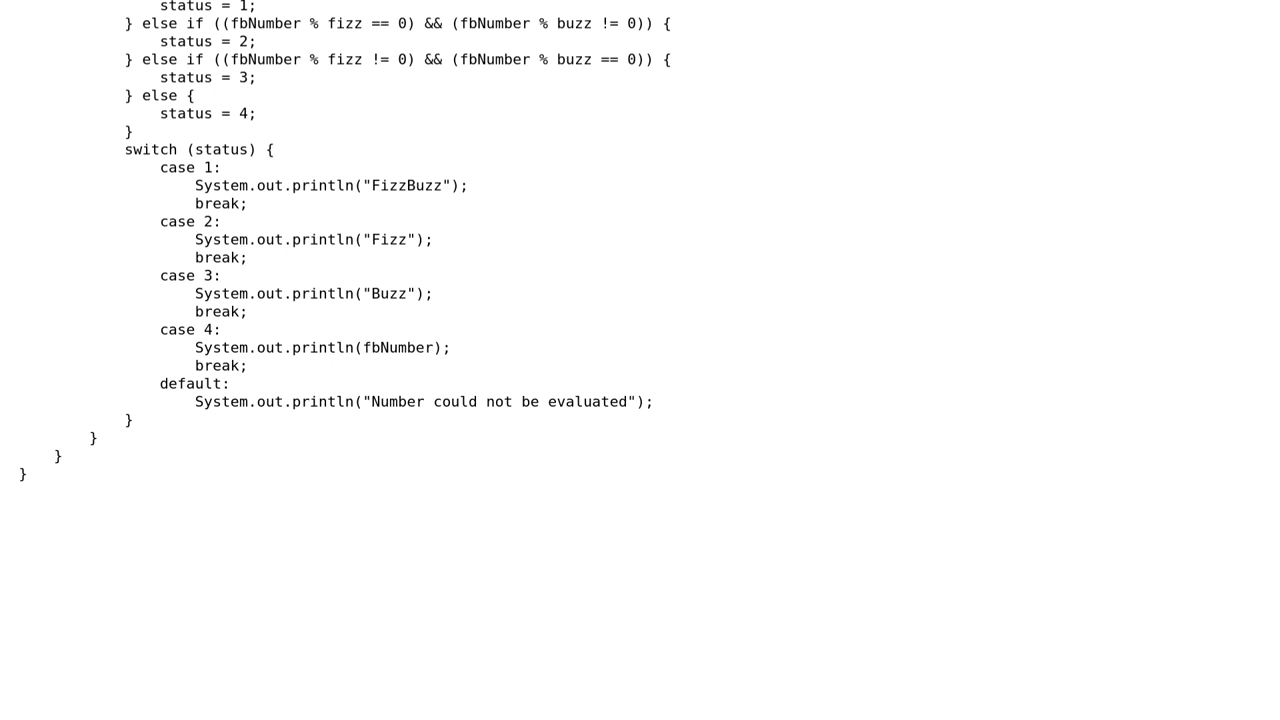 status = 1;
        } else if ((fbNumber % fizz == 0) && (fbNumber % buzz != 0)) {
            status = 2;
        } else if ((fbNumber % fizz != 0) && (fbNumber % buzz == 0)) {
            status = 3;
        } else {
            status = 4;
        }
        switch (status) {
            case 1:
                System.out.println("FizzBuzz");
                break;
            case 2:
                System.out.println("Fizz");
                break;
            case 3:
                System.out.println("Buzz");
                break;
            case 4:
                System.out.println(fbNumber);
                break;
            default:
                System.out.println("Number could not be evaluated");
            }
        }
    }
}